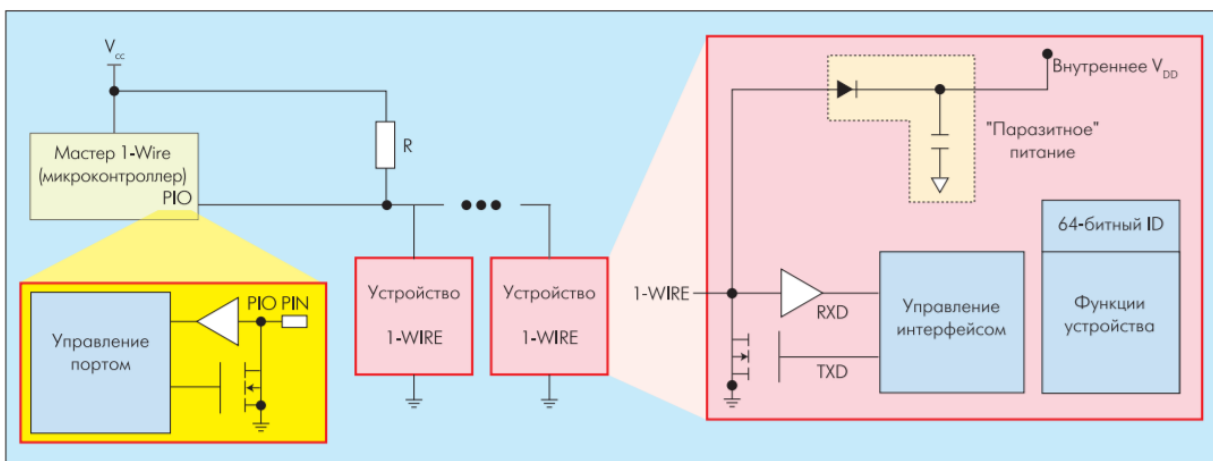 Vcc
Мастер 1-Wire
(микроконтроллер)
PIO
R
Устройство
1-WIRE
Устройство
1-WIRE
Управление
портом
PIO PIN
Внутреннее VDD
"Паразитное"
питание
1-WIRE
RXD
TXD
Управление
интерфейсом
64-битный ID
Функции
устройства